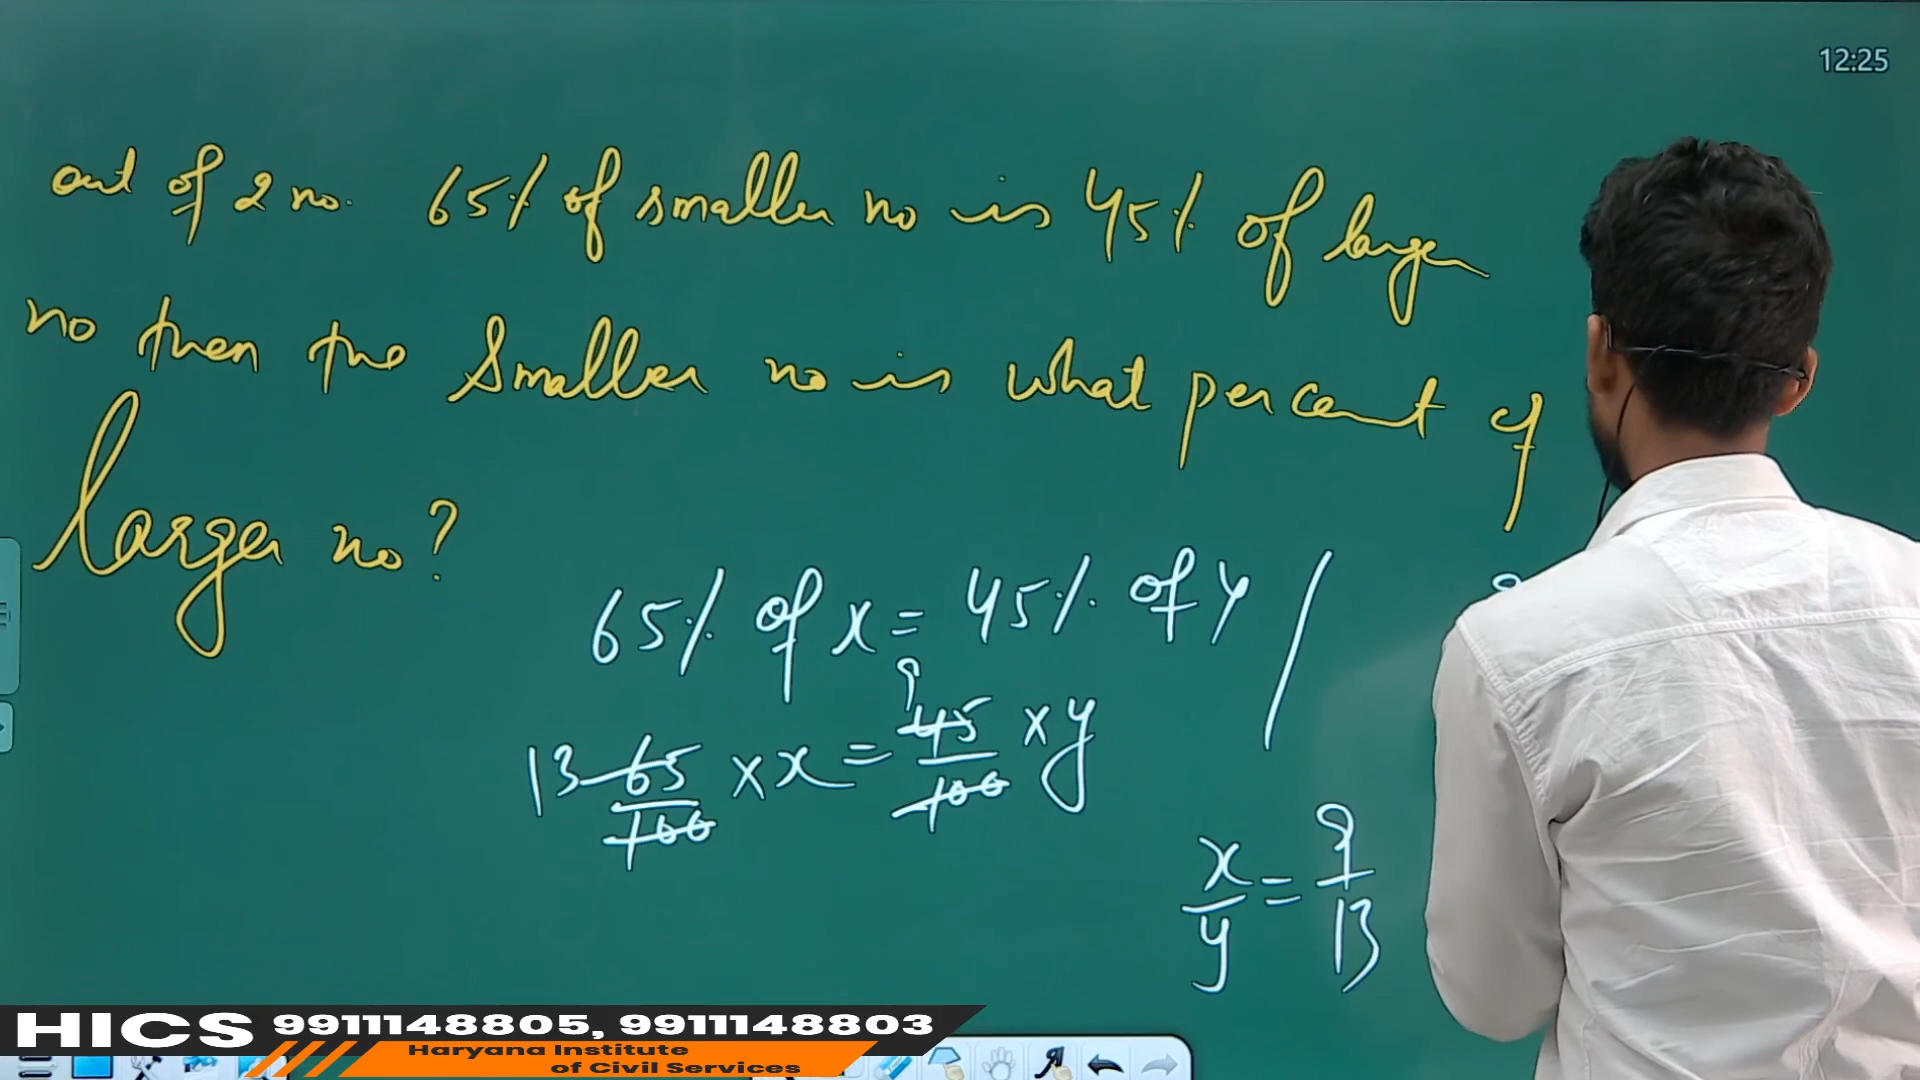 12:25
out of 2 no. 65% of smaller no is 45% of larger
no then the smaller no is what percent of
larger no?
65% of x = 45% of y
9
13 65/100 × x = 45/100 × y
x/y = 9/13
HICS 9911148805, 9911148803
Haryana Institute
of Civil Services